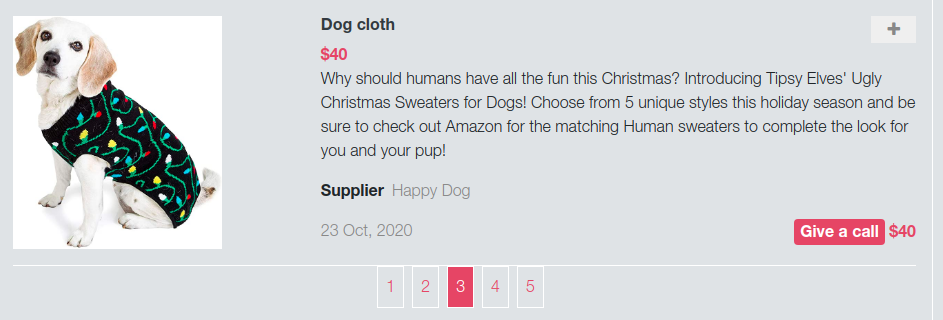 Dog cloth
+
$40
Why should humans have all the fun this Christmas? Introducing Tipsy Elves' Ugly
Christmas Sweaters for Dogs! Choose from 5 unique styles this holiday season and be
sure to check out Amazon for the matching Human sweaters to complete the look for
you and your pup!
Supplier Happy Dog
23 Oct, 2020 Give a call $40
1 2 3 4 5